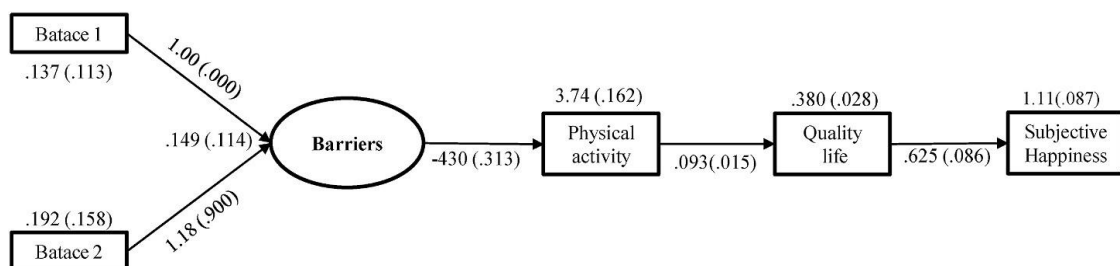 Batace 1
.137 (.113)
1.00 (.000)
.149 (.114)
Barriers
-430 (.313)
3.74 (.162)
Physical
activity
.093(.015)
.380 (.028)
Quality
life
.625 (.086)
1.11(.087)
Subjective
Happiness
.192 (.158)
Batace 2
1.18 (.900)